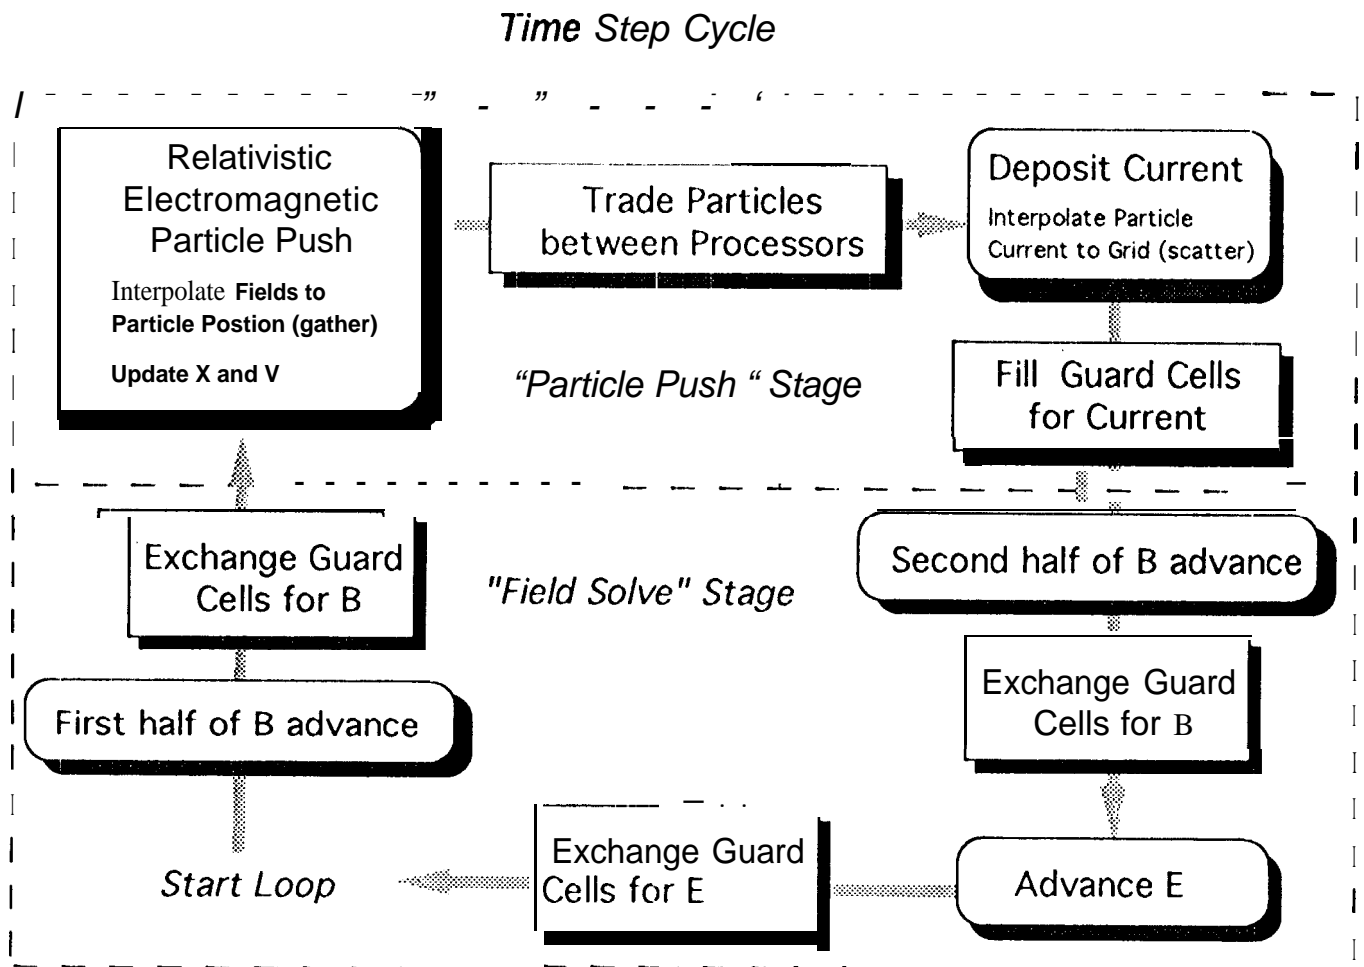 Time Step Cycle
Relativistic
Electromagnetic
Particle Push
Interpolate Fields to
Particle Postion (gather)
Update X and V
Trade Particles
between Processors
Deposit Current
Interpolate Particle
Current to Grid (scatter)
“Particle Push “ Stage
Fill Guard Cells
for Current
Exchange Guard
Cells for B
"Field Solve" Stage
Second half of B advance
First half of B advance
Exchange Guard
Cells for B
Start Loop
Exchange Guard
Cells for E
Advance E